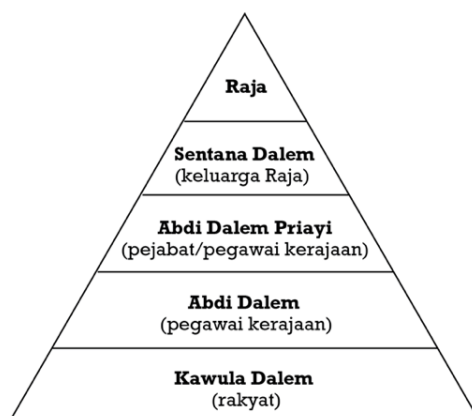 Raja
Sentana Dalem
(keluarga Raja)
Abdi Dalem Priayi
(pejabat/pegawai kerajaan)
Abdi Dalem
(pegawai kerajaan)
Kawula Dalem
(rakyat)